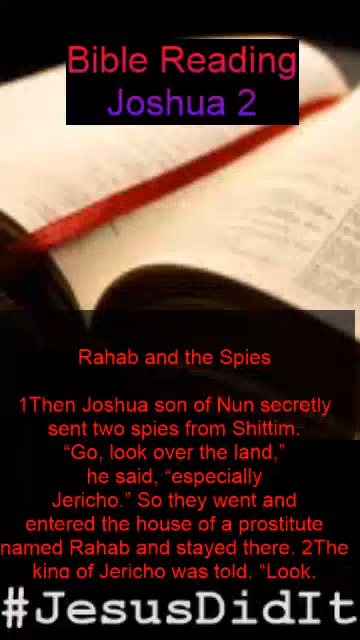 Bible Reading
Joshua 2
Rahab and the Spies
1Then Joshua son of Nun secretly
sent two spies from Shittim.
“Go, look over the land,”
he said, “especially
Jericho.” So they went and
entered the house of a prostitute
named Rahab and stayed there. 2The
king of Jericho was told, “Look,
#JesusDidIt